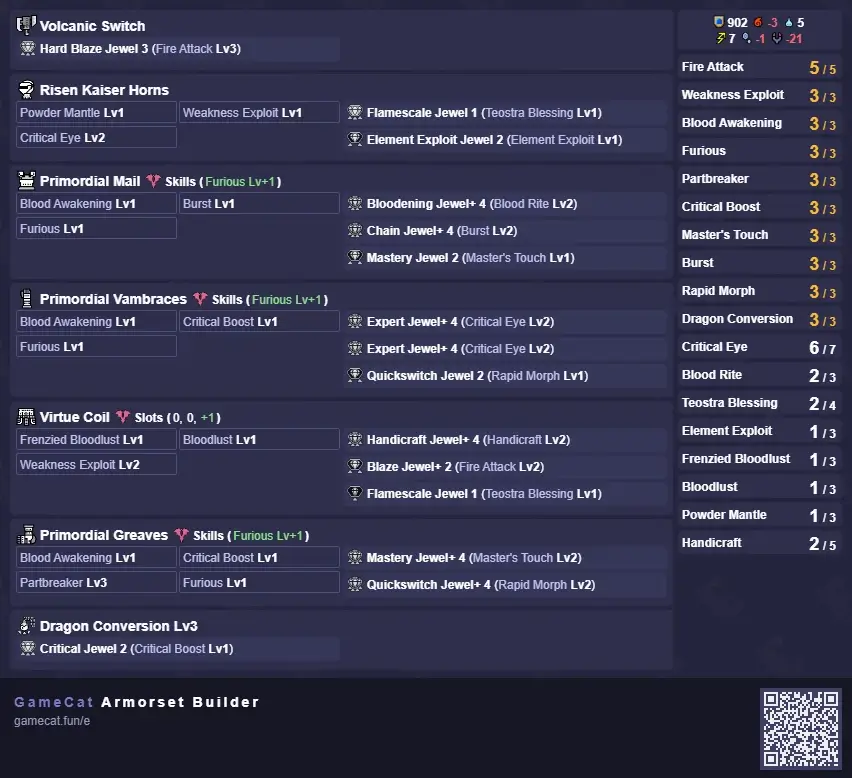 Volcanic Switch
Hard Blaze Jewel 3 (Fire Attack Lv3)
Risen Kaiser Horns
Powder Mantle Lv1
Weakness Exploit Lv1
Critical Eye Lv2
Flamescale Jewel 1 (Teostra Blessing Lv1)
Element Exploit Jewel 2 (Element Exploit Lv1)
Primordial Mail Skills ( Furious Lv+1 )
Blood Awakening Lv1
Burst Lv1
Furious Lv1
Bloodening Jewel+ 4 (Blood Rite Lv2)
Chain Jewel+ 4 (Burst Lv2)
Mastery Jewel 2 (Master's Touch Lv1)
Primordial Vambraces Skills ( Furious Lv+1 )
Blood Awakening Lv1
Critical Boost Lv1
Furious Lv1
Expert Jewel+ 4 (Critical Eye Lv2)
Expert Jewel+ 4 (Critical Eye Lv2)
Quickswitch Jewel 2 (Rapid Morph Lv1)
Virtue Coil Slots ( 0, 0, +1 )
Frenzied Bloodlust Lv1
Bloodlust Lv1
Weakness Exploit Lv2
Handicraft Jewel+ 4 (Handicraft Lv2)
Blaze Jewel+ 2 (Fire Attack Lv2)
Flamescale Jewel 1 (Teostra Blessing Lv1)
Primordial Greaves Skills ( Furious Lv+1 )
Blood Awakening Lv1
Critical Boost Lv1
Partbreaker Lv3
Furious Lv1
Mastery Jewel+ 4 (Master's Touch Lv2)
Quickswitch Jewel+ 4 (Rapid Morph Lv2)
Dragon Conversion Lv3
Critical Jewel 2 (Critical Boost Lv1)
902 -3 5
7 -1 -21
Fire Attack 5 / 5
Weakness Exploit 3 / 3
Blood Awakening 3 / 3
Furious 3 / 3
Partbreaker 3 / 3
Critical Boost 3 / 3
Master's Touch 3 / 3
Burst 3 / 3
Rapid Morph 3 / 3
Dragon Conversion 3 / 3
Critical Eye 6 / 7
Blood Rite 2 / 3
Teostra Blessing 2 / 4
Element Exploit 1 / 3
Frenzied Bloodlust 1 / 3
Bloodlust 1 / 3
Powder Mantle 1 / 3
Handicraft 2 / 5
GameCat Armorset Builder
gamecat.fun/e